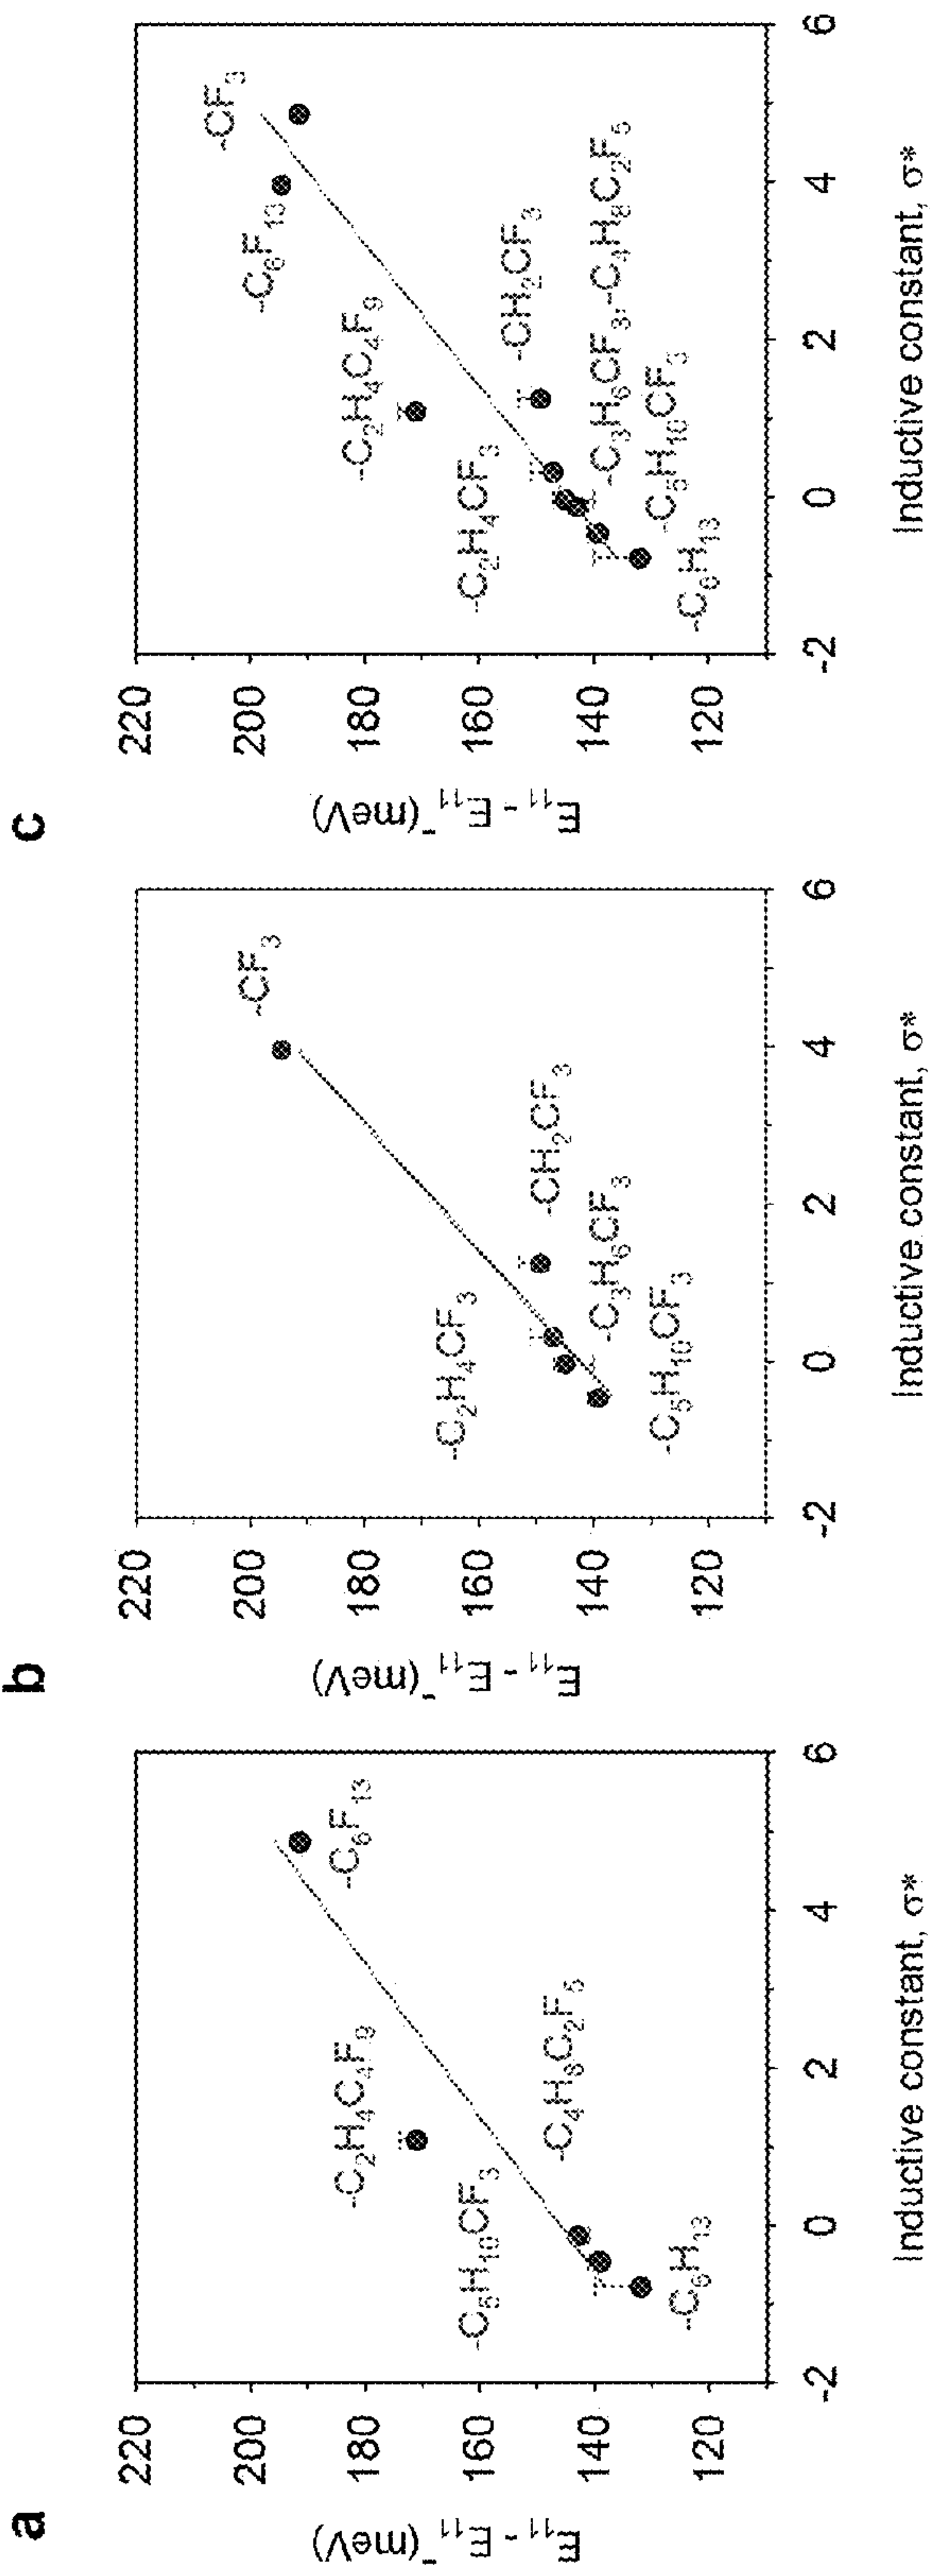 a
E₁₁ - E₁₁⁻ (meV)
220
200
180
160
140
120
-C₂H₄C₄F₉
-C₆F₁₃
-C₅H₁₀CF₃
-C₄H₈C₂F₅
-C₆H₁₃
-2
0
2
4
6
Inductive constant, σ*
b
E₁₁ - E₁₁⁻ (meV)
220
200
180
160
140
120
-CF₃
-C₂H₄CF₃
-CH₂CF₃
-C₃H₆CF₃
-C₅H₁₀CF₃
-2
0
2
4
6
Inductive constant, σ*
c
E₁₁ - E₁₁⁻ (meV)
220
200
180
160
140
120
-CF₃
-C₆F₁₃
-C₂H₄C₄F₉
-CH₂CF₃
-C₂H₄CF₃
-C₃H₆CF₃, -C₄H₈C₂F₅
-C₅H₁₀CF₃
-C₆H₁₃
-2
0
2
4
6
Inductive constant, σ*